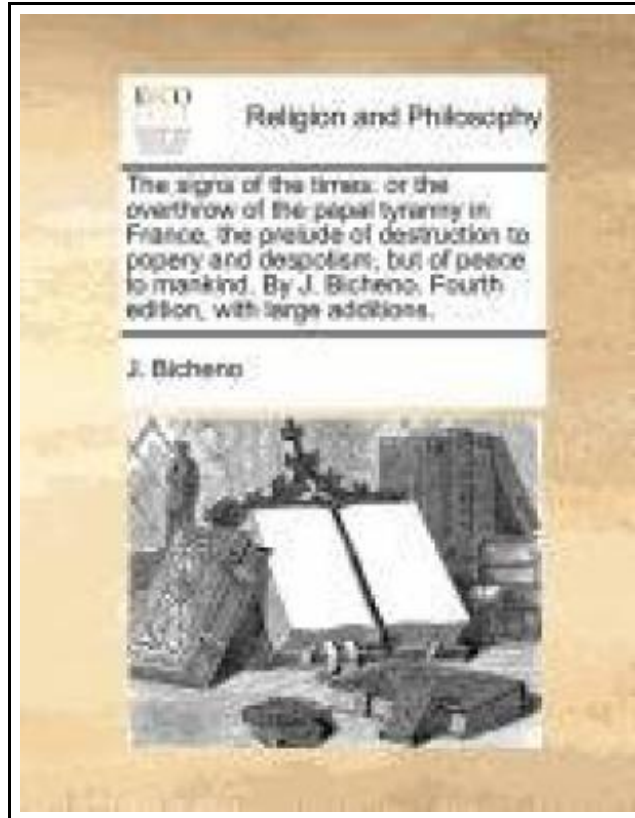 ECCO
Religion and Philosophy
The signs of the times: or the
overthrow of the papal tyranny in
France, the prelude of destruction to
popery and despotism, but of peace
to mankind. By J. Bicheno. Fourth
edition, with large additions.
J. Bicheno